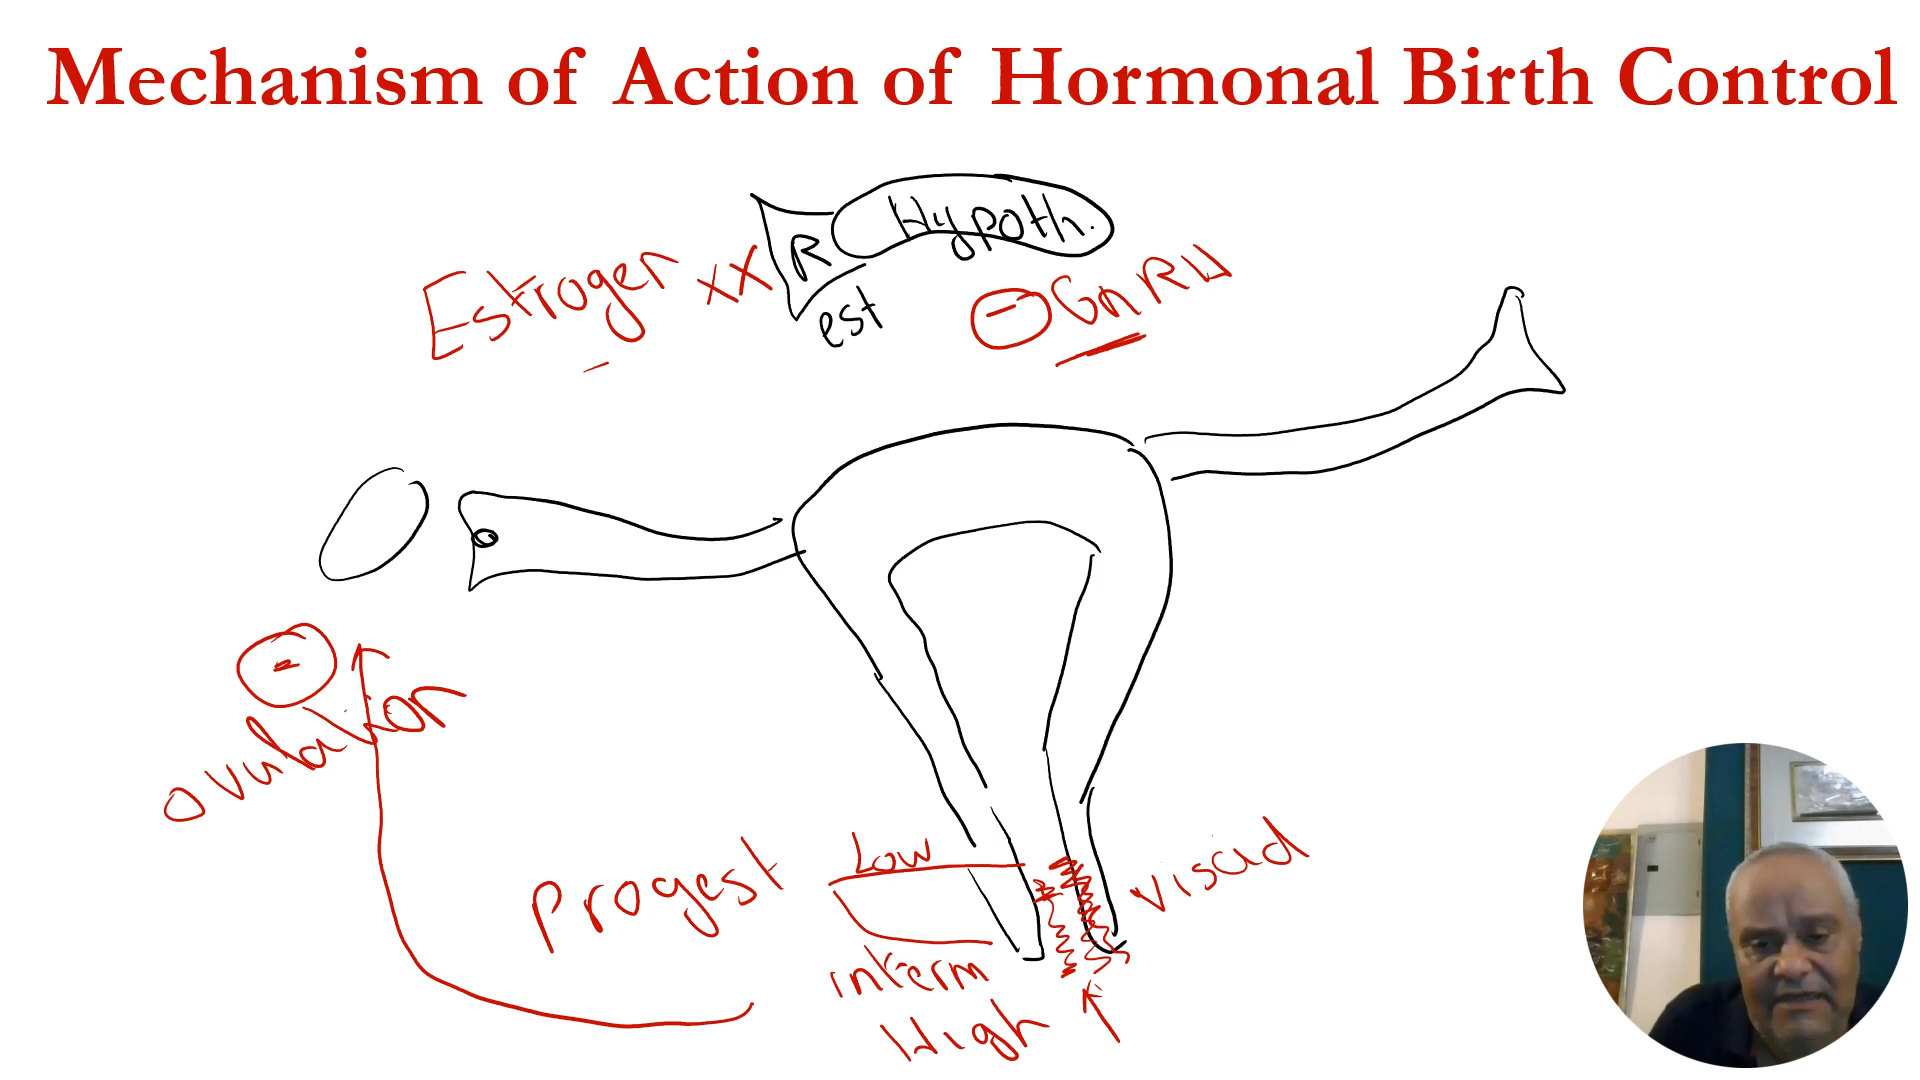 Mechanism of Action of Hormonal Birth Control
Hypoth.
R
Estrogen xx
est
GnRH
ovulation
Progest
Low
interm
High
viscid